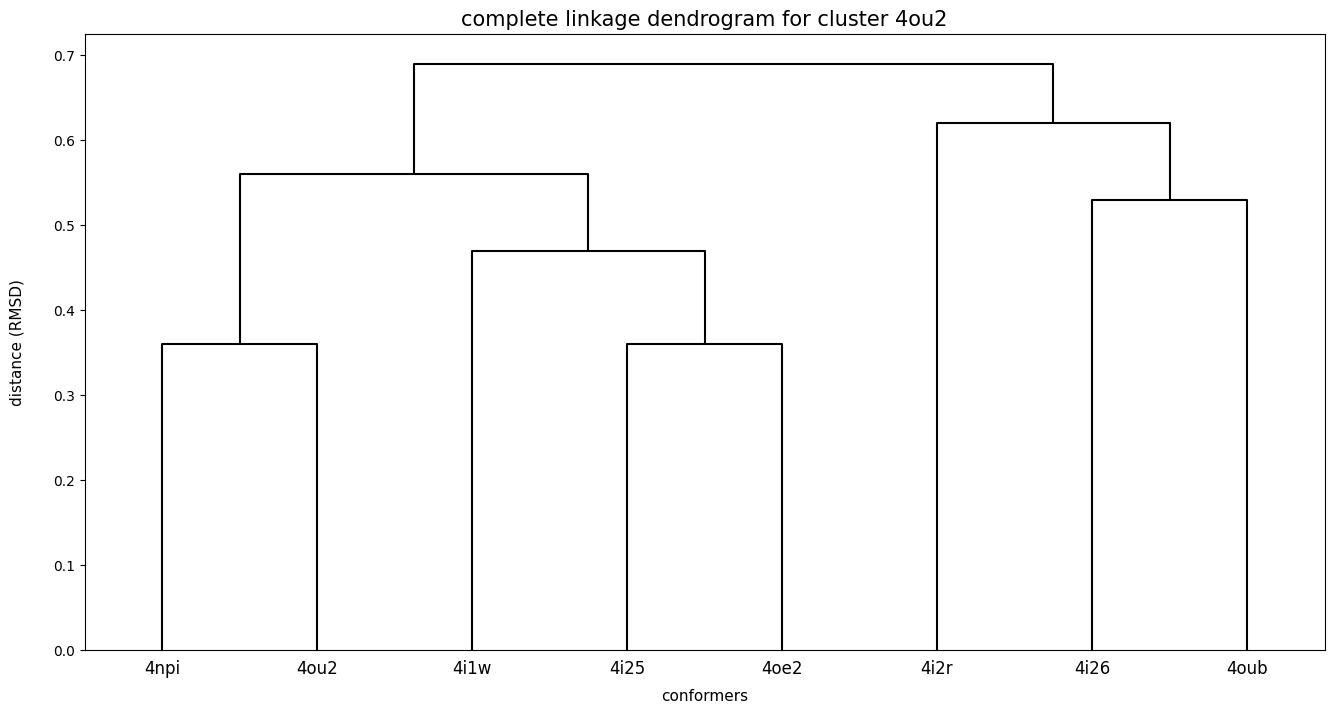 complete linkage dendrogram for cluster 4ou2
0.7
0.6
0.5
0.4
0.3
0.2
0.1
0.0
distance (RMSD)
4npi 4ou2 4i1w 4i25 4oe2 4i2r 4i26 4oub
conformers